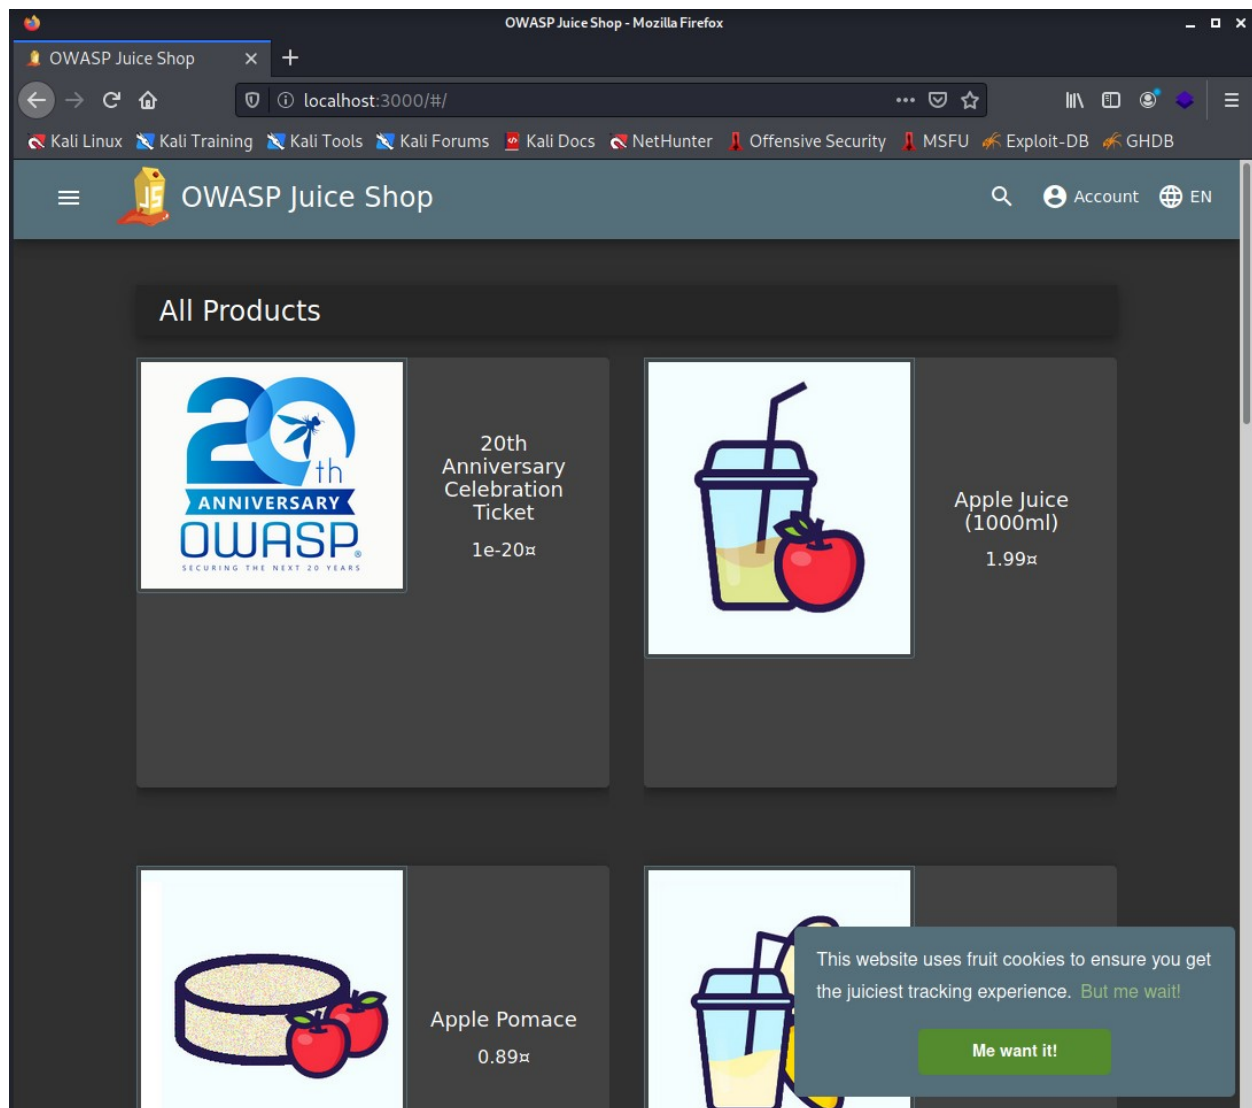 OWASP Juice Shop - Mozilla Firefox
OWASP Juice Shop
localhost:3000/#/
Kali Linux Kali Training Kali Tools Kali Forums Kali Docs NetHunter Offensive Security MSFU Exploit-DB GHDB
JS OWASP Juice Shop Account EN
All Products
20th
ANNIVERSARY
OWASP®
SECURING THE NEXT 20 YEARS
20th
Anniversary
Celebration
Ticket
1e-20¤
Apple Juice
(1000ml)
1.99¤
Apple Pomace
0.89¤
This website uses fruit cookies to ensure you get
the juiciest tracking experience. But me wait!
Me want it!